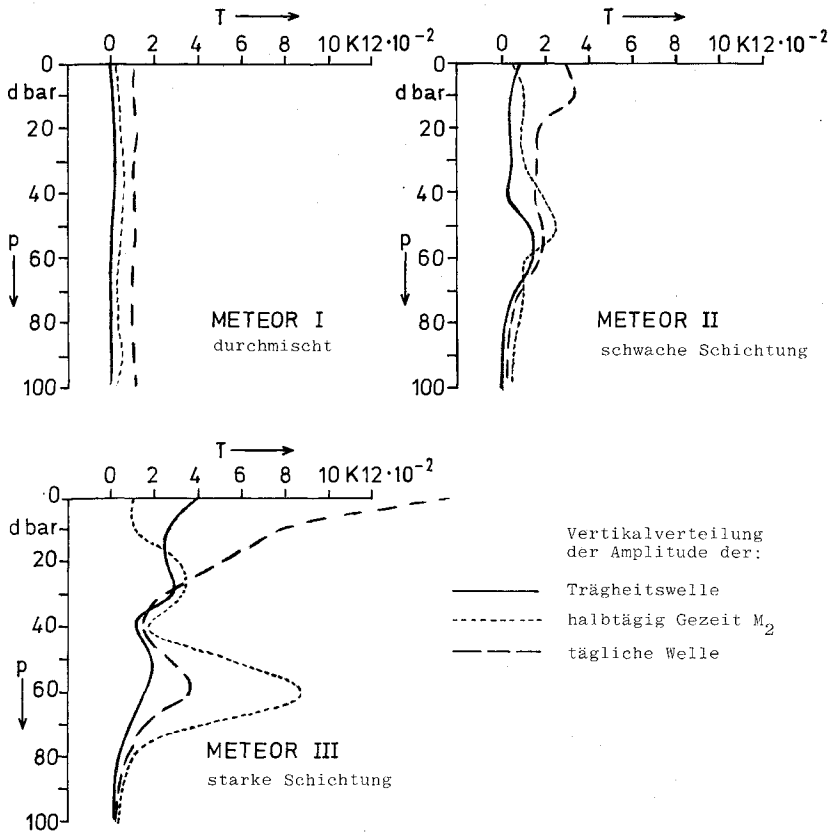 T
0 2 4 6 8 10 K 12·10⁻²
0
d bar
20
40
p
60
80
100
METEOR I
durchmischt
T
0 2 4 6 8 10 K 12·10⁻²
0
d bar
20
40
p
60
80
100
METEOR II
schwache Schichtung
T
0 2 4 6 8 10 K 12·10⁻²
0
d bar
20
40
p
60
80
100
METEOR III
starke Schichtung
Vertikalverteilung
der Amplitude der:
Trägheitswelle
halbtägig Gezeit M₂
tägliche Welle